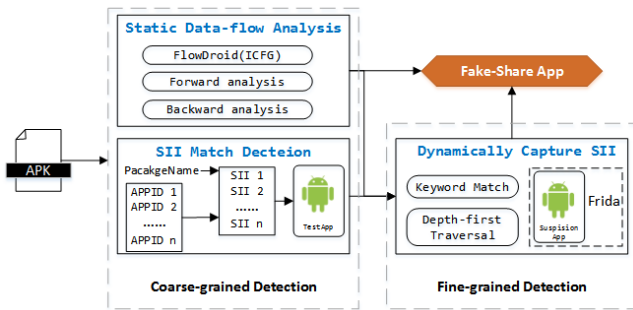 Static Data-flow Analysis
FlowDroid(ICFG)
Forward analysis
Backward analysis
Fake-Share App
APK
SII Match Decteion
PacakgeName
APPID 1
APPID 2
......
APPID n
SII 1
SII 2
......
SII n
TestApp
Dynamically Capture SII
Keyword Match
Depth-first
Traversal
Suspision
App
Frida
Coarse-grained Detection
Fine-grained Detection